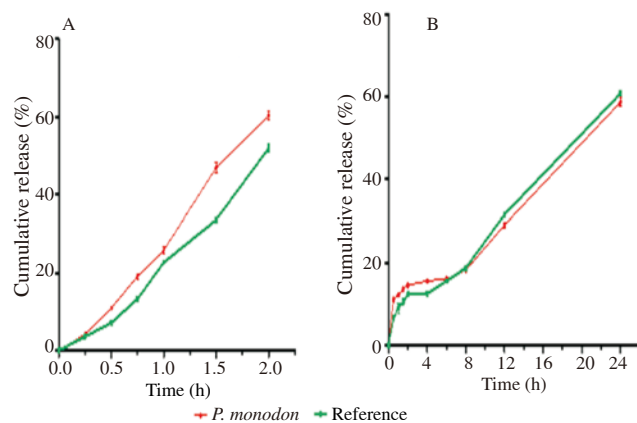 A
B
Cumulative release (%)
80
60
40
20
0
0.0 0.5 1.0 1.5 2.0
Time (h)
Cumulative release (%)
80
60
40
20
0
0 4 6 8 12 16 20 24
Time (h)
P. monodon Reference